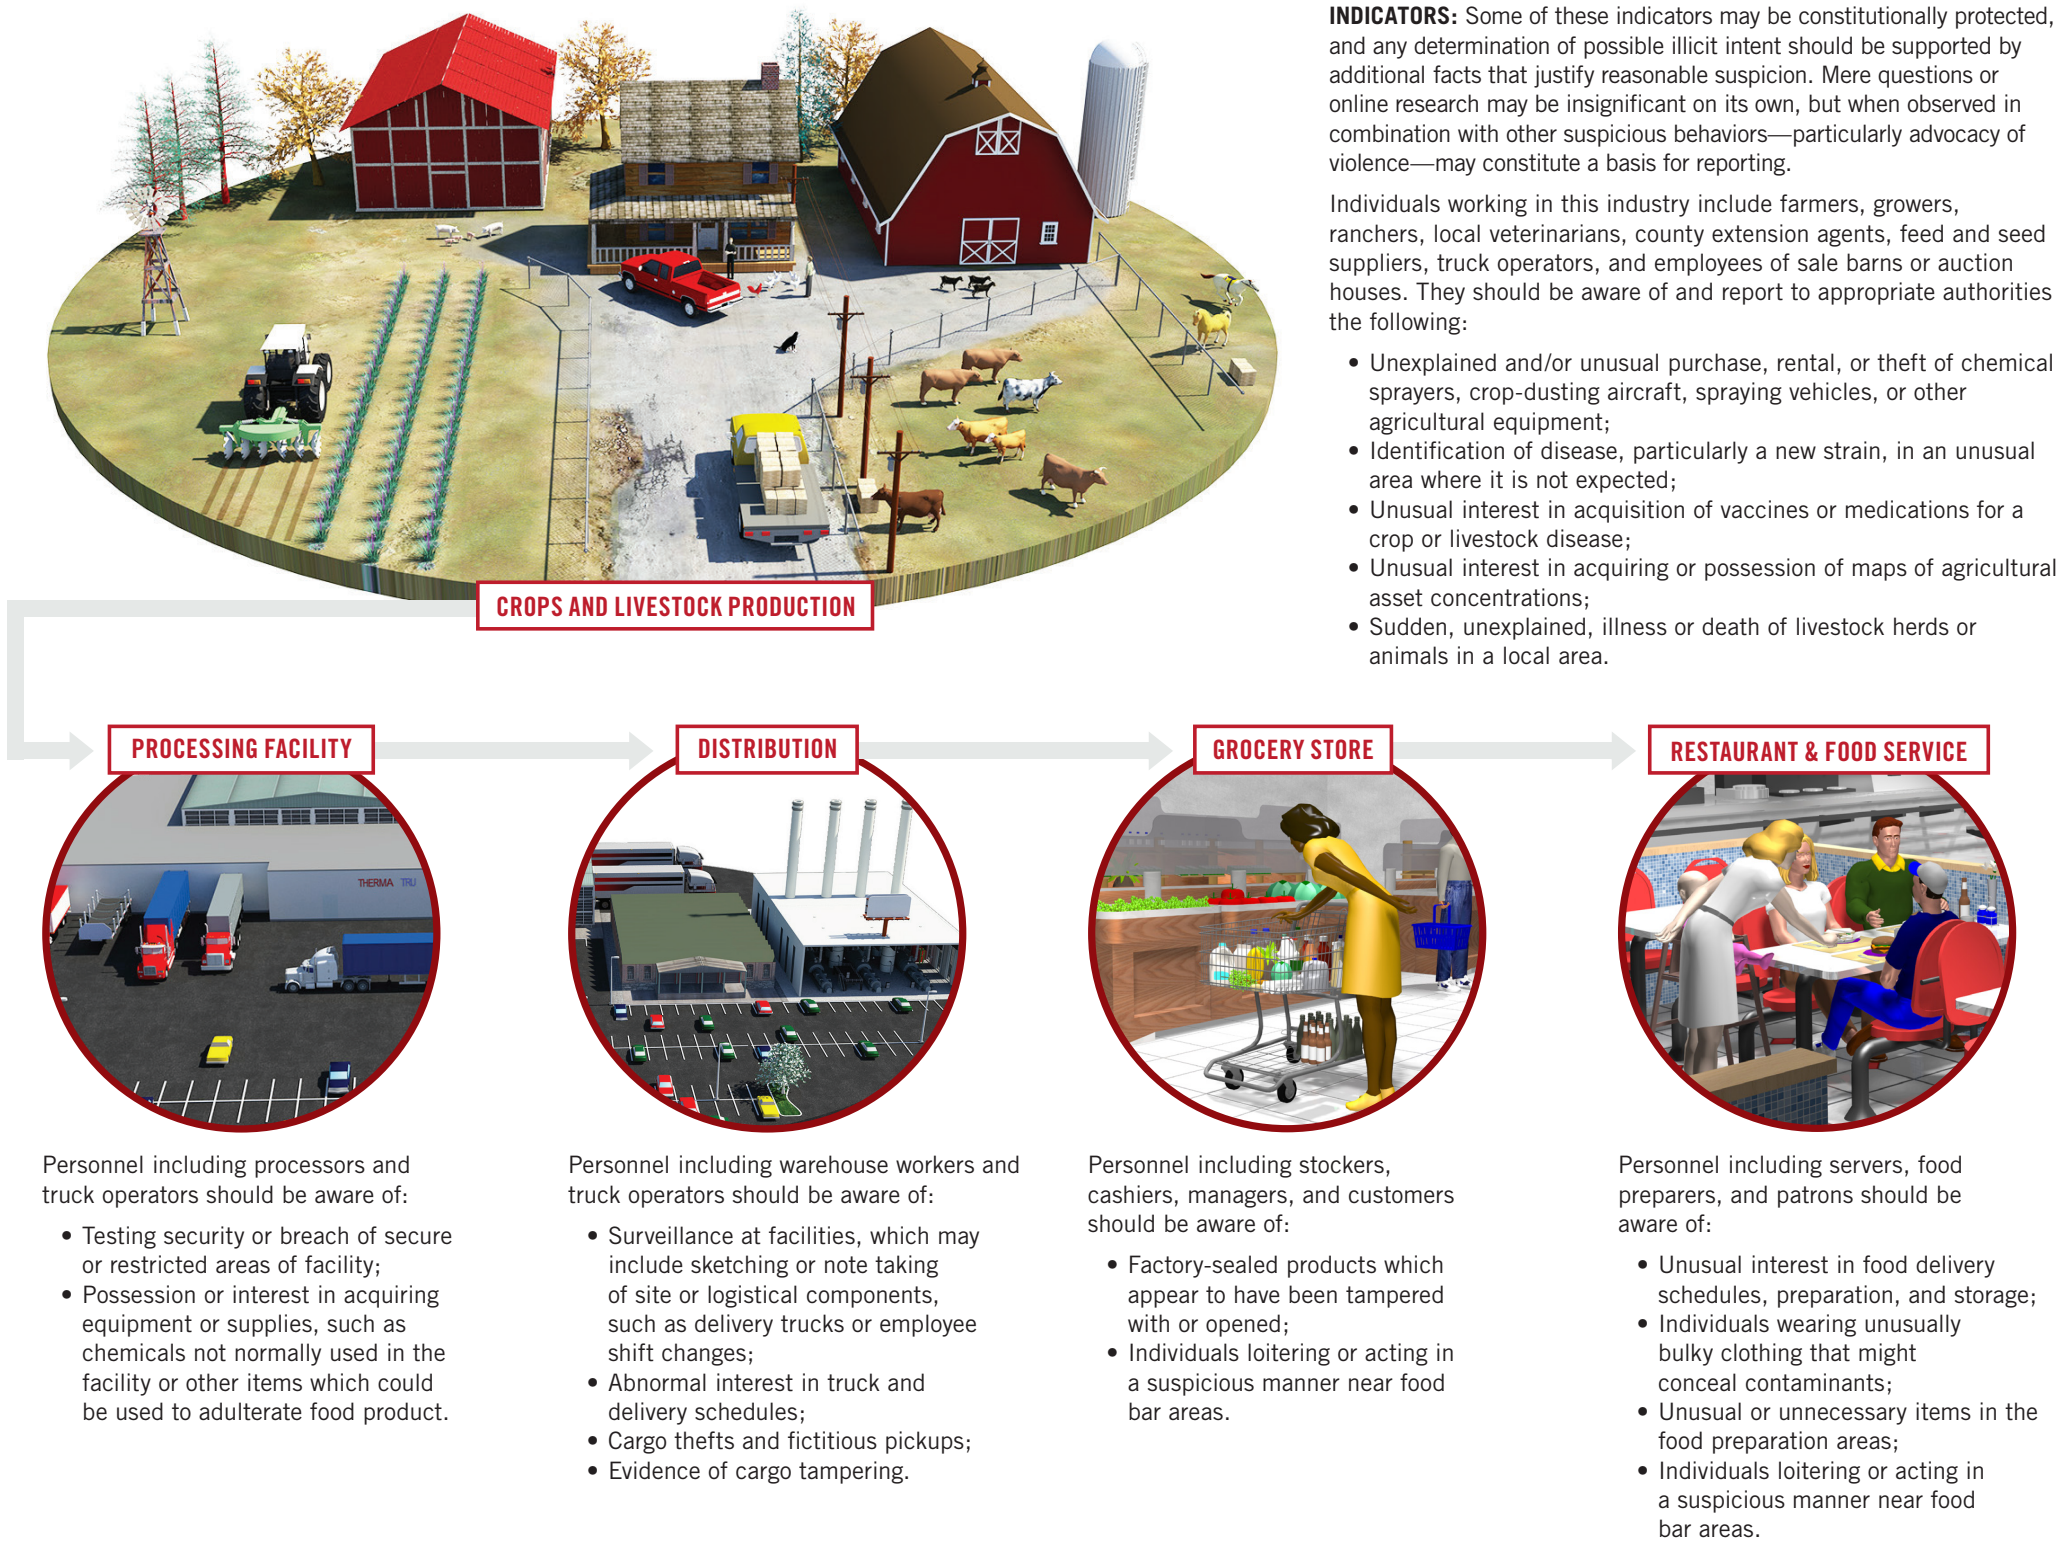 INDICATORS: Some of these indicators may be constitutionally protected,
and any determination of possible illicit intent should be supported by
additional facts that justify reasonable suspicion. Mere questions or
online research may be insignificant on its own, but when observed in
combination with other suspicious behaviors—particularly advocacy of
violence—may constitute a basis for reporting.
Individuals working in this industry include farmers, growers,
ranchers, local veterinarians, county extension agents, feed and seed
suppliers, truck operators, and employees of sale barns or auction
houses. They should be aware of and report to appropriate authorities
the following:
• Unexplained and/or unusual purchase, rental, or theft of chemical
sprayers, crop-dusting aircraft, spraying vehicles, or other
agricultural equipment;
• Identification of disease, particularly a new strain, in an unusual
area where it is not expected;
• Unusual interest in acquisition of vaccines or medications for a
crop or livestock disease;
• Unusual interest in acquiring or possession of maps of agricultural
asset concentrations;
• Sudden, unexplained, illness or death of livestock herds or
animals in a local area.
CROPS AND LIVESTOCK PRODUCTION
PROCESSING FACILITY
THERMA TRU
Personnel including processors and
truck operators should be aware of:
• Testing security or breach of secure
or restricted areas of facility;
• Possession or interest in acquiring
equipment or supplies, such as
chemicals not normally used in the
facility or other items which could
be used to adulterate food product.
DISTRIBUTION
Personnel including warehouse workers and
truck operators should be aware of:
• Surveillance at facilities, which may
include sketching or note taking
of site or logistical components,
such as delivery trucks or employee
shift changes;
• Abnormal interest in truck and
delivery schedules;
• Cargo thefts and fictitious pickups;
• Evidence of cargo tampering.
GROCERY STORE
Personnel including stockers,
cashiers, managers, and customers
should be aware of:
• Factory-sealed products which
appear to have been tampered
with or opened;
• Individuals loitering or acting in
a suspicious manner near food
bar areas.
RESTAURANT & FOOD SERVICE
Personnel including servers, food
preparers, and patrons should be
aware of:
• Unusual interest in food delivery
schedules, preparation, and storage;
• Individuals wearing unusually
bulky clothing that might
conceal contaminants;
• Unusual or unnecessary items in the
food preparation areas;
• Individuals loitering or acting in
a suspicious manner near food
bar areas.